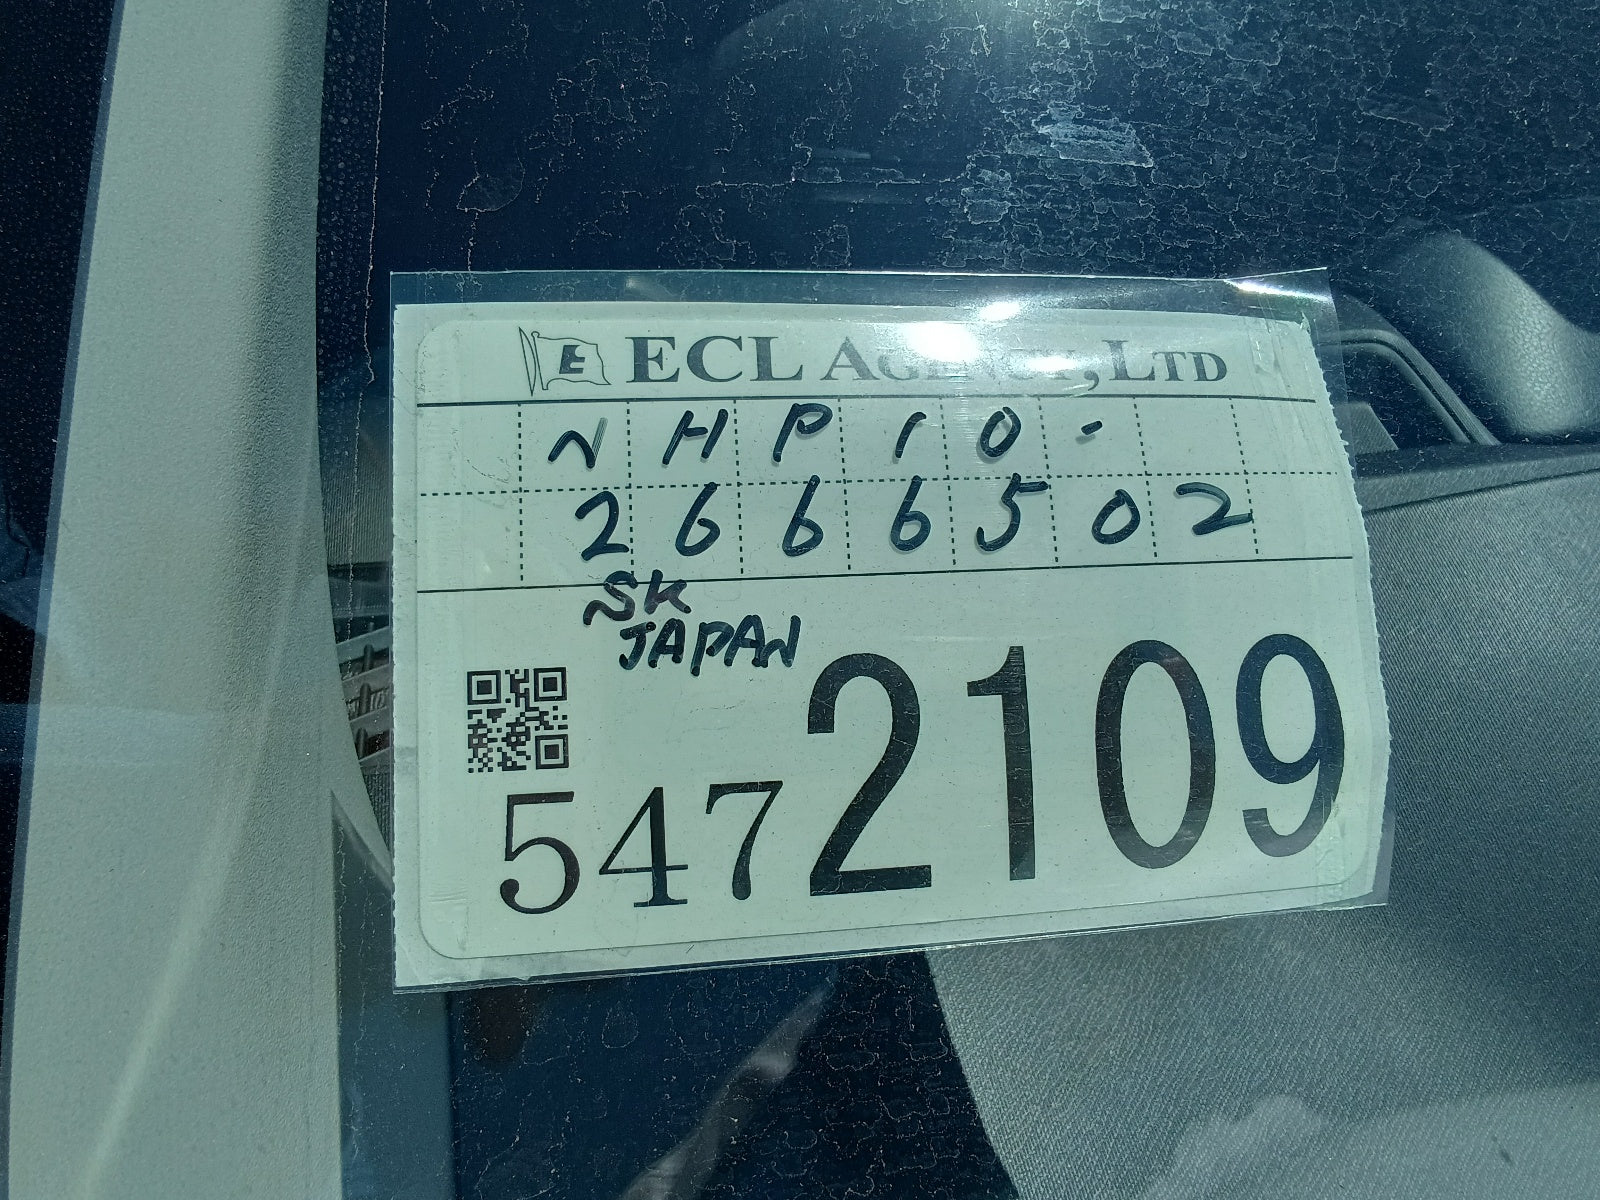 E ECL AGENCY, LTD
NHP10-
2666502
SK
JAPAN
5472109